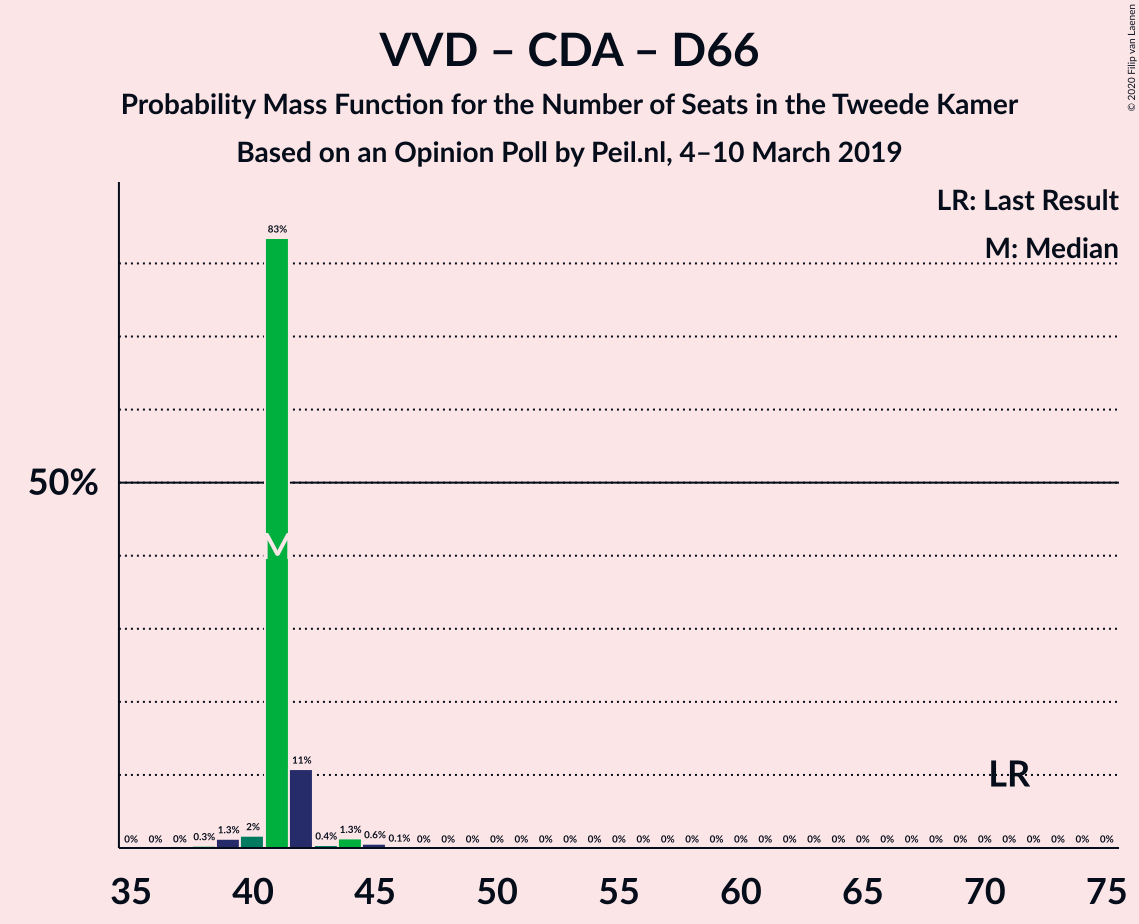 VVD – CDA – D66
Probability Mass Function for the Number of Seats in the Tweede Kamer
Based on an Opinion Poll by Peil.nl, 4–10 March 2019
© 2020 Filip van Laenen
LR: Last Result
M: Median
83%
50%
M
11%
LR
0% 0% 0% 0.3% 1.3% 2% 0.4% 1.3% 0.6% 0.1% 0% 0% 0% 0% 0% 0% 0% 0% 0% 0% 0% 0% 0% 0% 0% 0% 0% 0% 0% 0% 0% 0% 0% 0% 0% 0% 0% 0% 0%
35 40 45 50 55 60 65 70 75